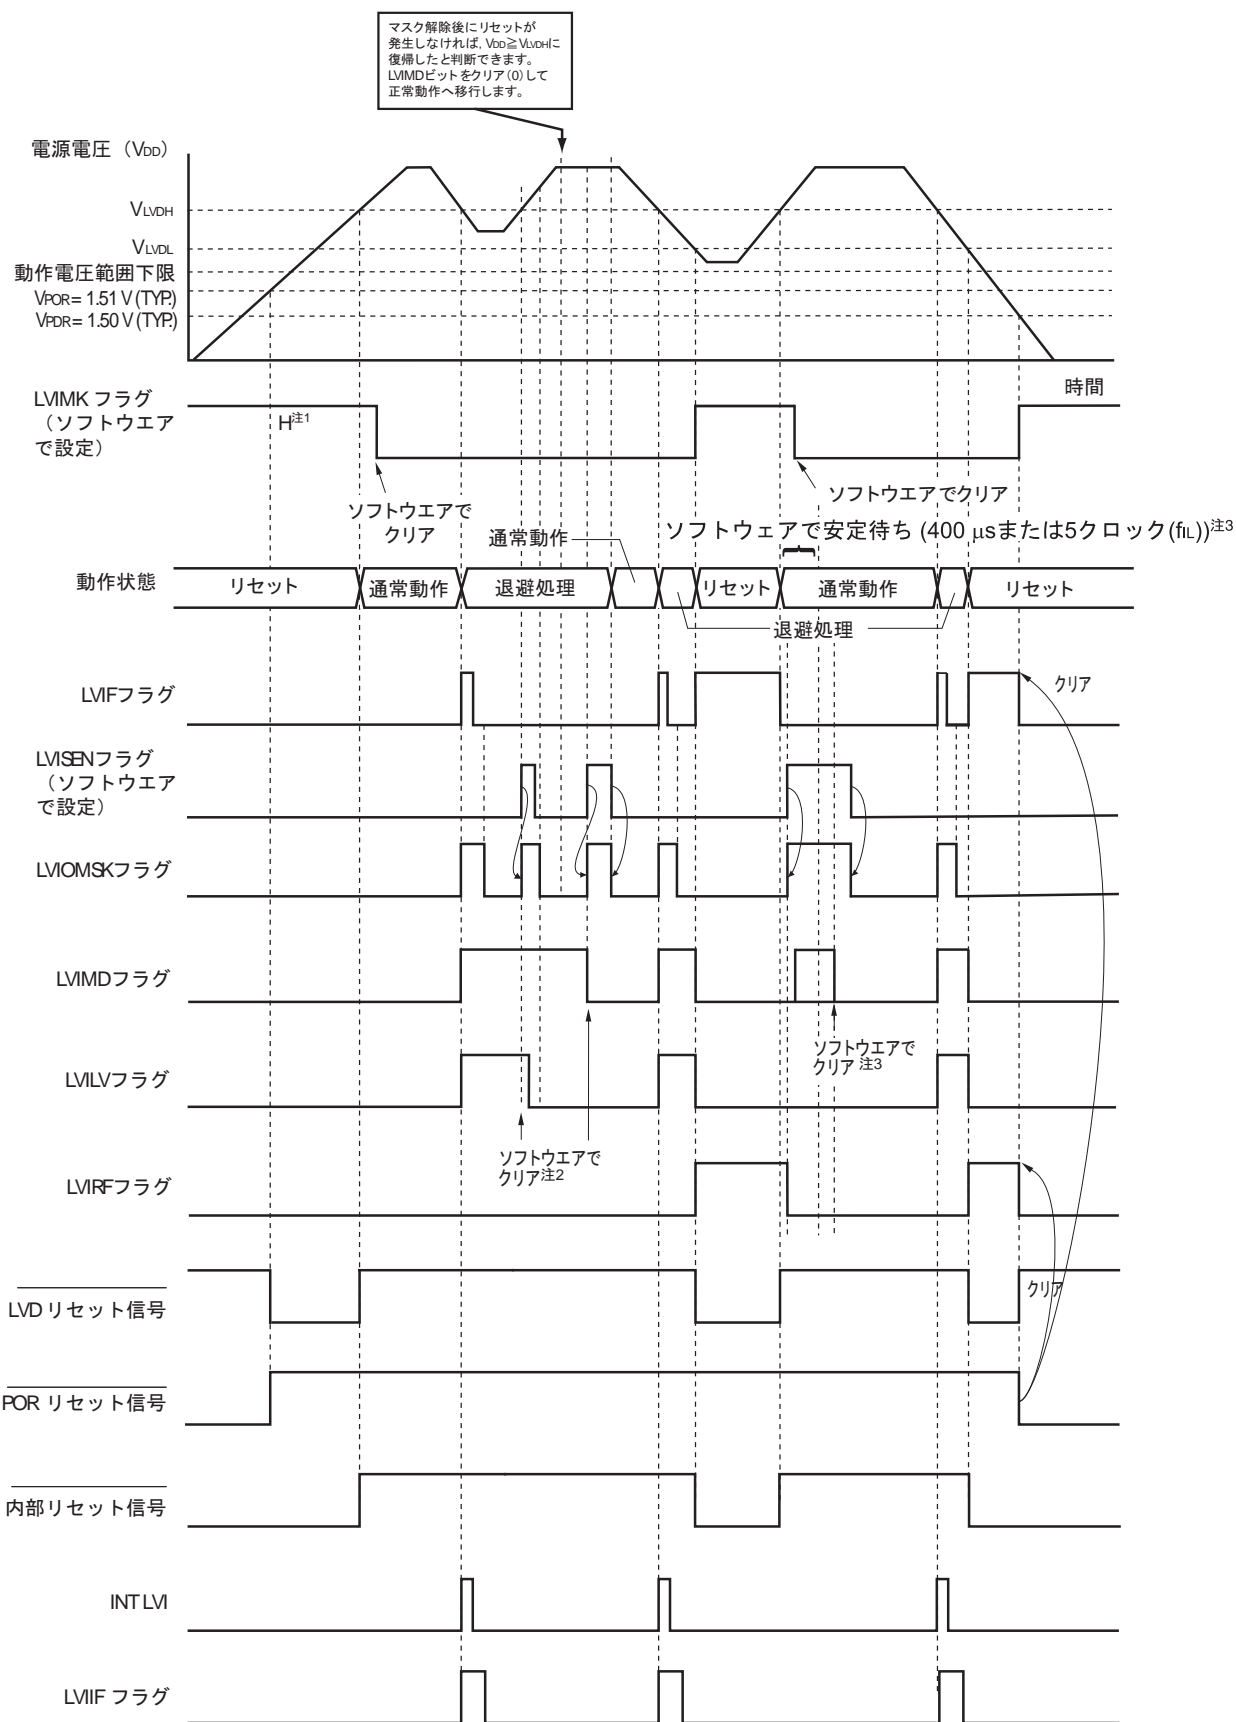 マスク解除後にリセットが
発生しなければ, VDD≧VLVDHに
復帰したと判断できます。
LVIMDビットをクリア(0)して
正常動作へ移行します。
電源電圧（VDD）
VLVDH
VLVDL
動作電圧範囲下限
VPOR = 1.51 V (TYP.)
VPDR = 1.50 V (TYP.)
時間
LVIMK フラグ
（ソフトウエア
で設定）
H注1
ソフトウエアで
クリア
ソフトウエアでクリア
通常動作
ソフトウェアで安定待ち (400 μsまたは5クロック(fIL))注3
動作状態
リセット
通常動作
退避処理
リセット
通常動作
リセット
退避処理
LVIFフラグ
クリア
LVISENフラグ
（ソフトウエア
で設定）
LVIOMSKフラグ
LVIMDフラグ
ソフトウエアで
クリア 注3
LVILVフラグ
ソフトウエアで
クリア注2
LVIRFフラグ
LVD リセット信号
クリア
POR リセット信号
内部リセット信号
INTLVI
LVIIF フラグ